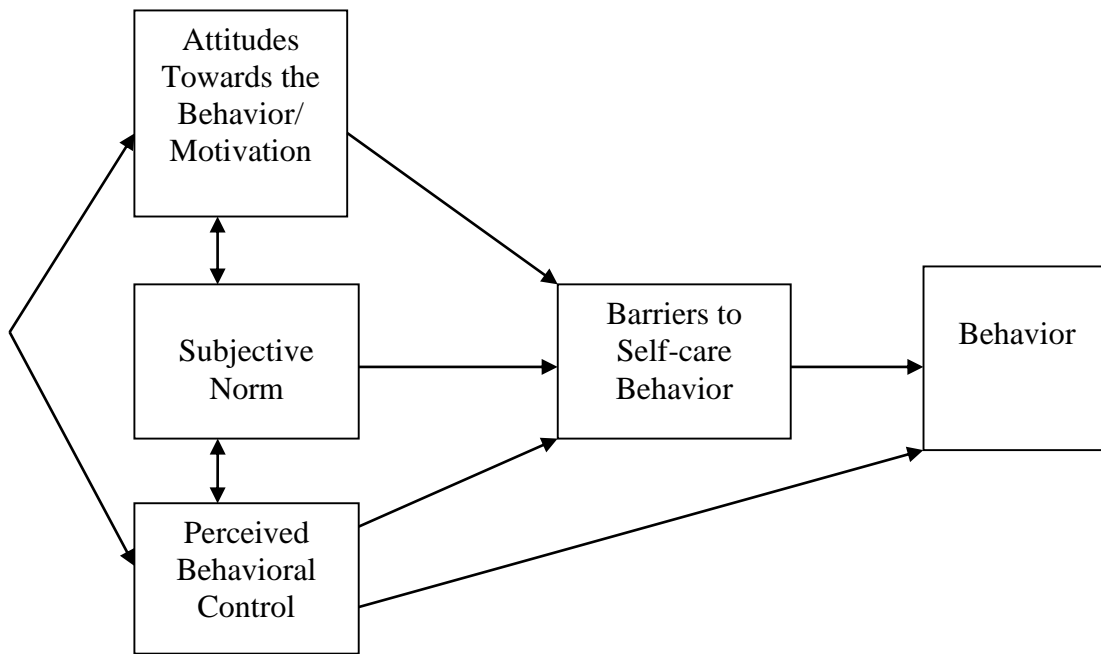 Attitudes
Towards the
Behavior/
Motivation
Subjective
Norm
Perceived
Behavioral
Control
Barriers to
Self-care
Behavior
Behavior